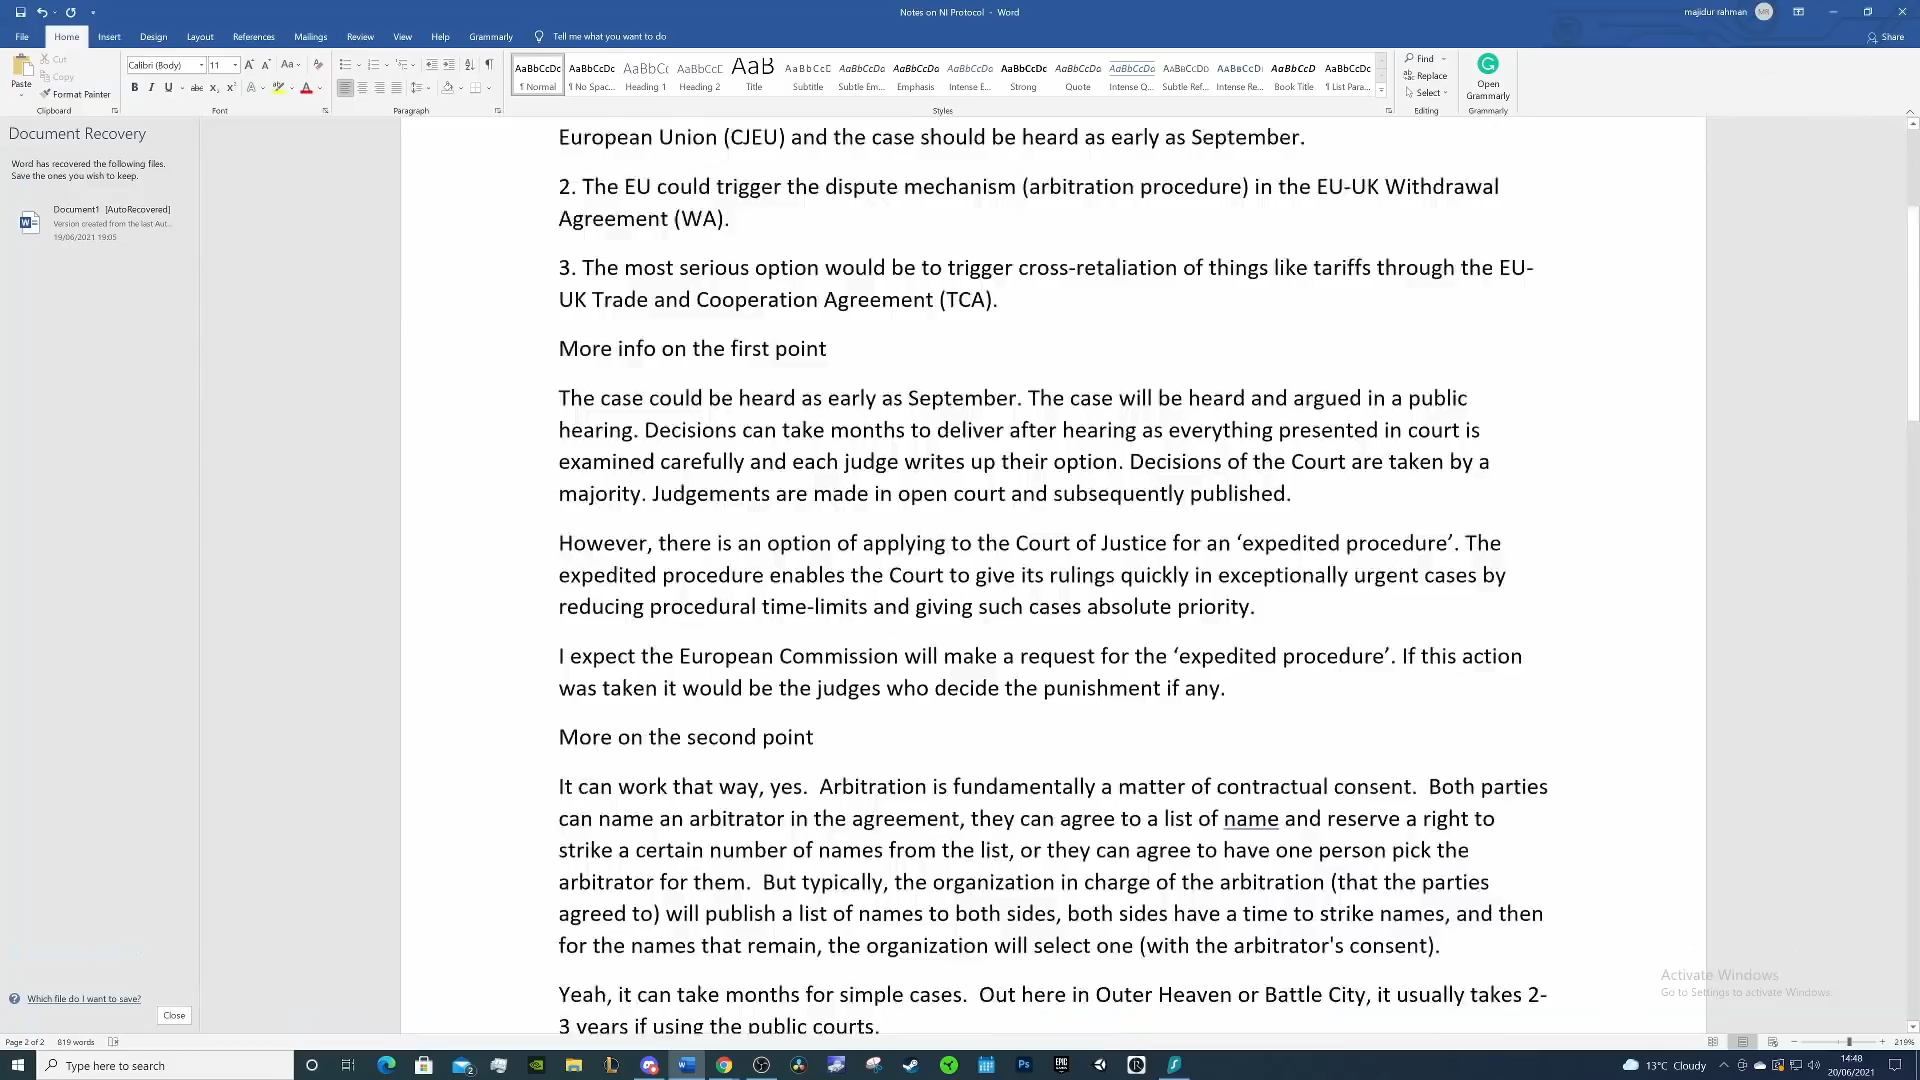 Notes on NI Protocol - Word
majidur rahman
MR
File Home Insert Design Layout References Mailings Review View Help Grammarly Tell me what you want to do
Share
Paste
Cut
Copy
Format Painter
Clipboard
Calibri (Body) 11
Font
Paragraph
AaBbCcDc AaBbCcDc AaBbCc AaBbCcE AaB AaBbCcE AaBbCcDc AaBbCcDc AaBbCcDc AaBbCcDc AaBbCcDc AaBbCcDc AaBbCcDc AaBbCcDc AaBbCcD AaBbCcDc
¶ Normal ¶ No Spac... Heading 1 Heading 2 Title Subtitle Subtle Em... Emphasis Intense E... Strong Quote Intense Q... Subtle Ref... Intense Re... Book Title ¶ List Para...
Styles
Find
Replace
Select
Editing
Open
Grammarly
Grammarly
Document Recovery
Word has recovered the following files.
Save the ones you wish to keep.
Document1 [AutoRecovered]
Version created from the last Aut...
19/06/2021 19:05
European Union (CJEU) and the case should be heard as early as September.
2. The EU could trigger the dispute mechanism (arbitration procedure) in the EU-UK Withdrawal
Agreement (WA).
3. The most serious option would be to trigger cross-retaliation of things like tariffs through the EU-
UK Trade and Cooperation Agreement (TCA).
More info on the first point
The case could be heard as early as September. The case will be heard and argued in a public
hearing. Decisions can take months to deliver after hearing as everything presented in court is
examined carefully and each judge writes up their option. Decisions of the Court are taken by a
majority. Judgements are made in open court and subsequently published.
However, there is an option of applying to the Court of Justice for an ‘expedited procedure’. The
expedited procedure enables the Court to give its rulings quickly in exceptionally urgent cases by
reducing procedural time-limits and giving such cases absolute priority.
I expect the European Commission will make a request for the ‘expedited procedure’. If this action
was taken it would be the judges who decide the punishment if any.
More on the second point
It can work that way, yes.  Arbitration is fundamentally a matter of contractual consent.  Both parties
can name an arbitrator in the agreement, they can agree to a list of name and reserve a right to
strike a certain number of names from the list, or they can agree to have one person pick the
arbitrator for them.  But typically, the organization in charge of the arbitration (that the parties
agreed to) will publish a list of names to both sides, both sides have a time to strike names, and then
for the names that remain, the organization will select one (with the arbitrator's consent).
Yeah, it can take months for simple cases.  Out here in Outer Heaven or Battle City, it usually takes 2-
3 years if using the public courts.
Which file do I want to save?
Close
Activate Windows
Go to Settings to activate Windows.
Page 2 of 2 819 words
219%
Type here to search
13°C Cloudy
14:48
20/06/2021